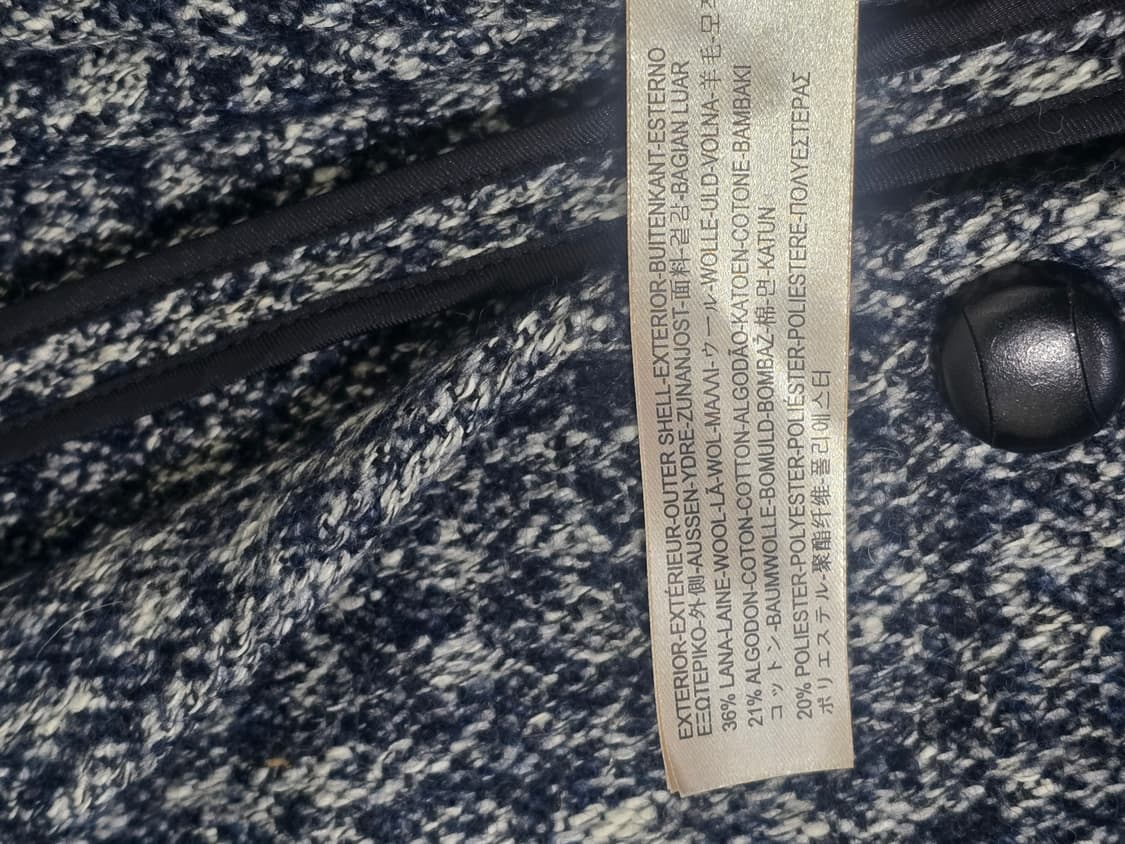 EXTERIOR-EXTÉRIEUR-OUTER SHELL-EXTERIOR-BUITENKANT-ESTERNO
ΕΞΩΤΕΡΙΚΟ-外側-AUSSEN-YDRE-ZUNANJOST-面料-겉감-BAGIAN LUAR
36% LANA-LAINE-WOOL-LÃ-WOL-ΜΑΛΛΙ-ウール-WOLLE-ULD-VOLNA-羊毛-모
21% ALGODON-COTON-COTTON-ALGODÃO-KATOEN-COTONE-BAMBAKI
コットン-BAUMWOLLE-BOMULD-BOMBAŽ-棉-면-KATUN
20% POLIESTER-POLYESTER-POLIÉSTER-POLIESTERE-ΠΟΛΥΕΣΤΕΡΑΣ
ポリエステル-聚酯纤维-폴리에스터